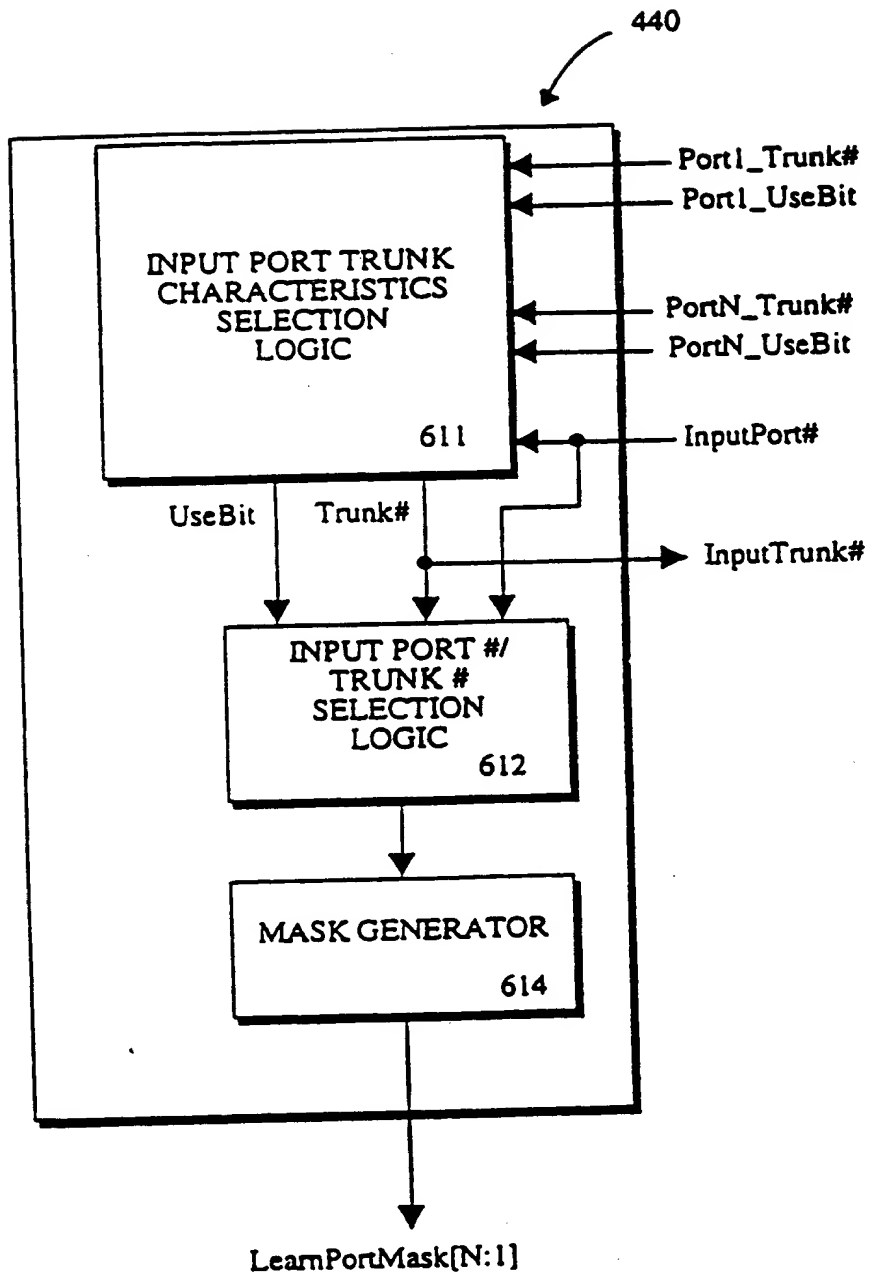 440
Port1_Trunk#
Port1_UseBit
INPUT PORT TRUNK
CHARACTERISTICS
SELECTION
LOGIC
PortN_Trunk#
PortN_UseBit
611
InputPort#
UseBit
Trunk#
InputTrunk#
INPUT PORT #/
TRUNK #
SELECTION
LOGIC
612
MASK GENERATOR
614
LearnPortMask[N:1]